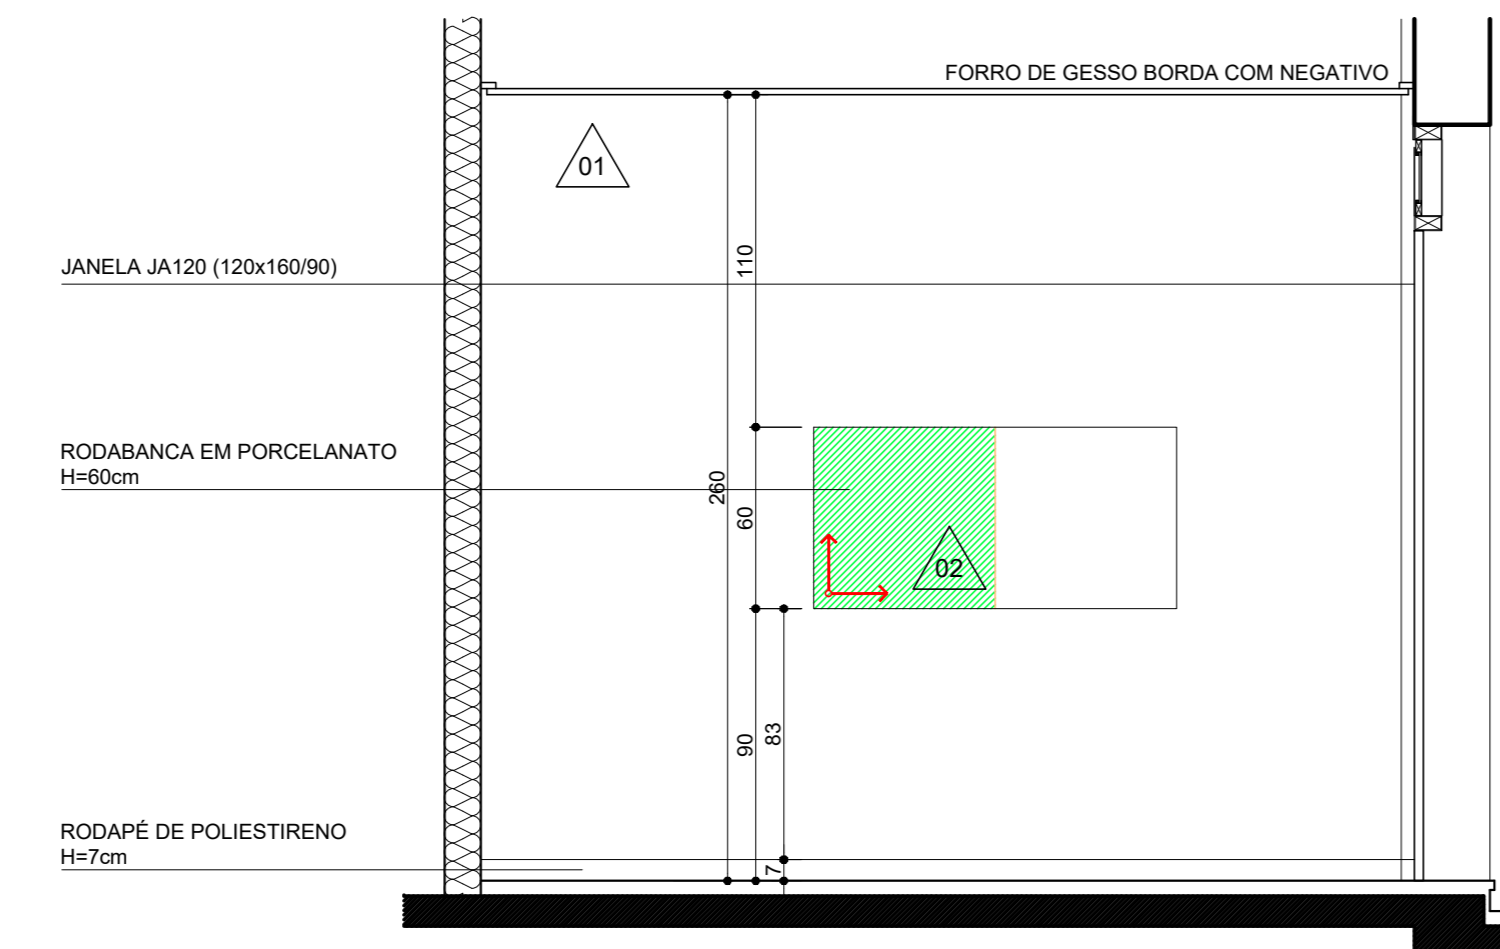 FORRO DE GESSO BORDA COM NEGATIVO
01
JANELA JA120 (120x160/90)
110
RODABANCA EM PORCELANATO
H=60cm
260
60
02
90
83
RODAPÉ DE POLIESTIRENO
H=7cm
7